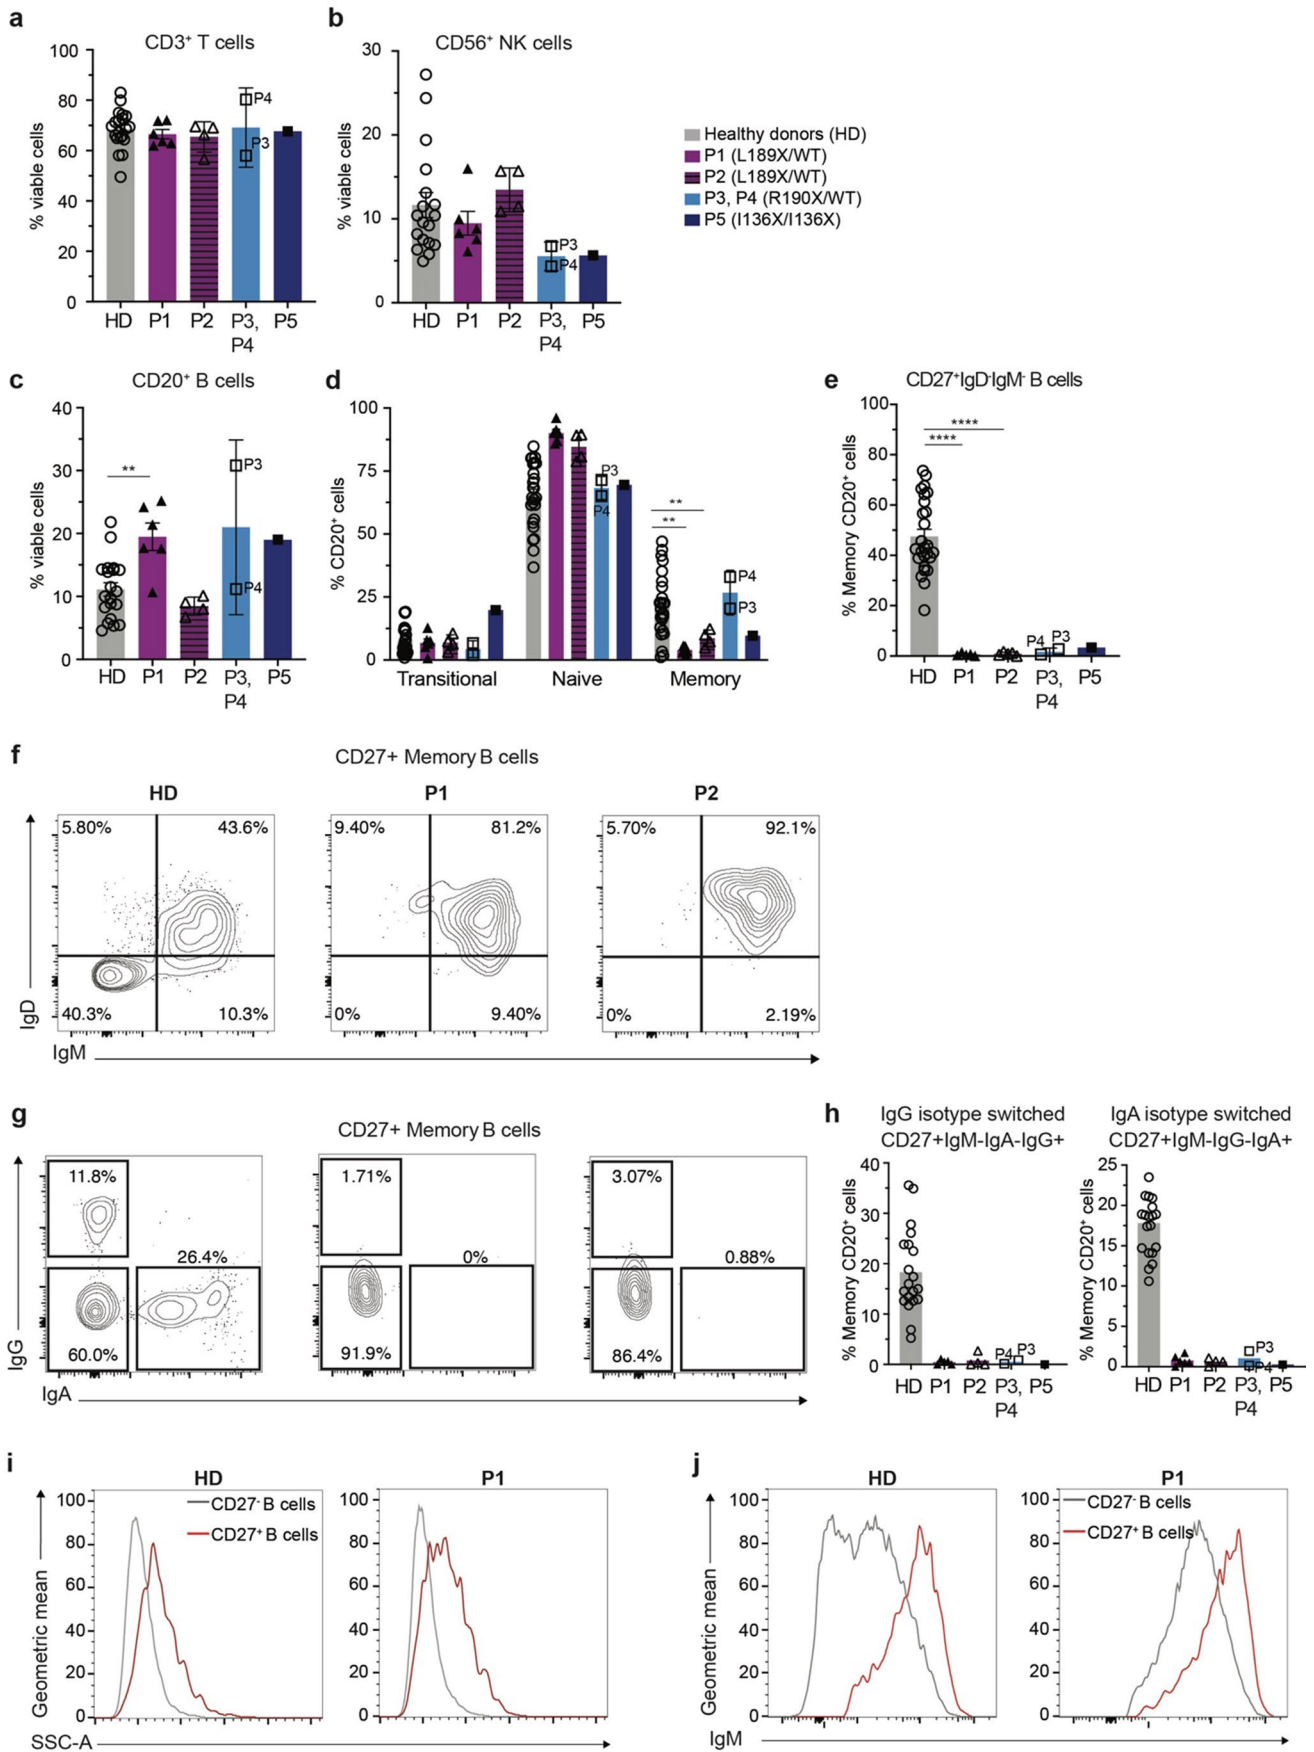 a
CD3⁺ T cells
% viable cells
100
80
60
40
20
0
P4
P3
HD P1 P2 P3, P5
P4
b
CD56⁺ NK cells
% viable cells
30
20
10
0
P3
P4
HD P1 P2 P3, P5
P4
Healthy donors (HD)
P1 (L189X/WT)
P2 (L189X/WT)
P3, P4 (R190X/WT)
P5 (I136X/I136X)
c
CD20⁺ B cells
% viable cells
40
30
20
10
0
**
P3
P4
HD P1 P2 P3, P5
P4
d
% CD20⁺ cells
100
75
50
25
0
P3
P4
**
**
P4
P3
Transitional Naive Memory
e
CD27⁺IgD⁻IgM⁻ B cells
% Memory CD20⁺ cells
100
80
60
40
20
0
****
****
P4 P3
HD P1 P2 P3, P5
P4
f
CD27+ Memory B cells
HD P1 P2
5.80% 43.6% 9.40% 81.2% 5.70% 92.1%
40.3% 10.3% 0% 9.40% 0% 2.19%
IgD
IgM
g
CD27+ Memory B cells
11.8% 1.71% 3.07%
26.4% 0% 0.88%
60.0% 91.9% 86.4%
IgG
IgA
h
IgG isotype switched
CD27+IgM-IgA-IgG+
% Memory CD20⁺ cells
40
30
20
10
0
P4 P3
HD P1 P2 P3, P5
P4
IgA isotype switched
CD27+IgM-IgG-IgA+
% Memory CD20⁺ cells
25
20
15
10
5
0
P3
P4
HD P1 P2 P3, P5
P4
i
HD P1
CD27⁻ B cells
CD27⁺ B cells
Geometric mean
100 100
80 80
60 60
40 40
20 20
0 0
SSC-A
j
HD P1
CD27⁻ B cells
CD27⁺ B cells
Geometric mean
100 100
80 80
60 60
40 40
20 20
0 0
IgM